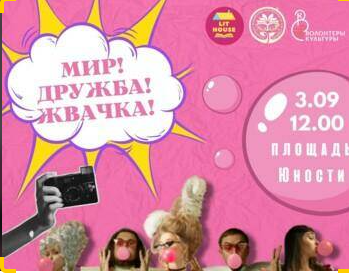 LIT
HOUSE
ВОЛОНТЕРЫ
КУЛЬТУРЫ
МИР!
ДРУЖБА!
ЖВАЧКА!
3.09
12.00
ПЛОЩАДЬ
ЮНОСТИ